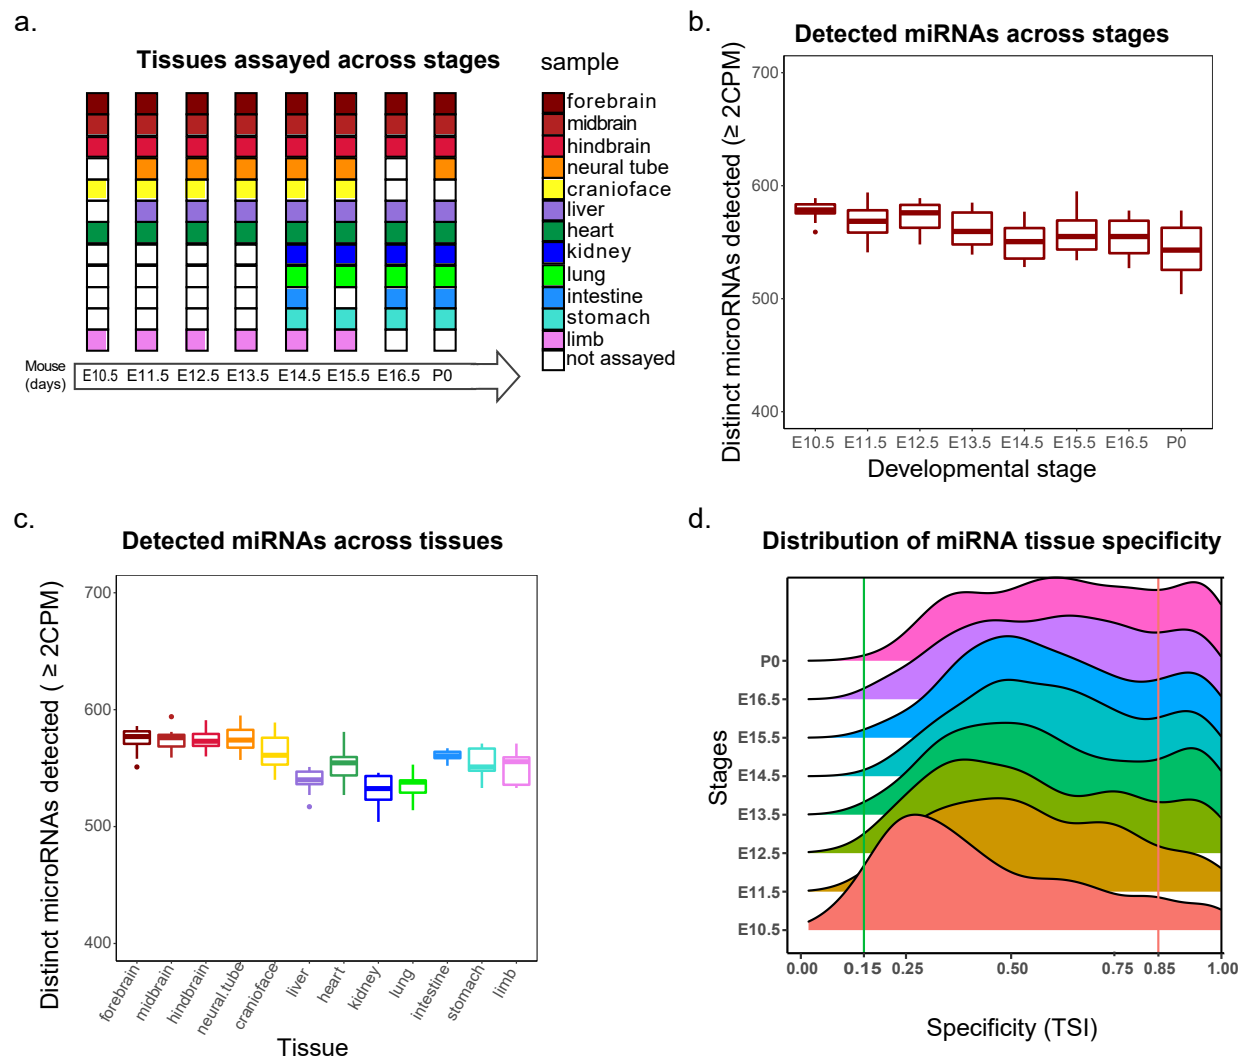 a.
Tissues assayed across stages
sample
forebrain
midbrain
hindbrain
neural tube
cranioface
liver
heart
kidney
lung
intestine
stomach
limb
not assayed
Mouse
(days)
E10.5 E11.5 E12.5 E13.5 E14.5 E15.5 E16.5 P0
b.
Detected miRNAs across stages
Distinct microRNAs detected (≥ 2CPM)
700
600
500
400
E10.5 E11.5 E12.5 E13.5 E14.5 E15.5 E16.5 P0
Developmental stage
c.
Detected miRNAs across tissues
Distinct microRNAs detected ( ≥ 2CPM)
700
600
500
400
forebrain midbrain hindbrain neural.tube cranioface liver heart kidney lung intestine stomach limb
Tissue
d.
Distribution of miRNA tissue specificity
Stages
P0
E16.5
E15.5
E14.5
E13.5
E12.5
E11.5
E10.5
0.00 0.15 0.25 0.50 0.75 0.85 1.00
Specificity (TSI)